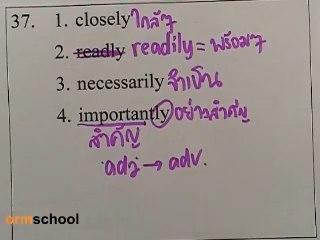 37. 1. closely ใกล้ๆ
2. readly readily = พร้อมๆ
3. necessarily จำเป็น
4. importantly อย่างสำคัญ
สำคัญ
adj → adv.
ormschool